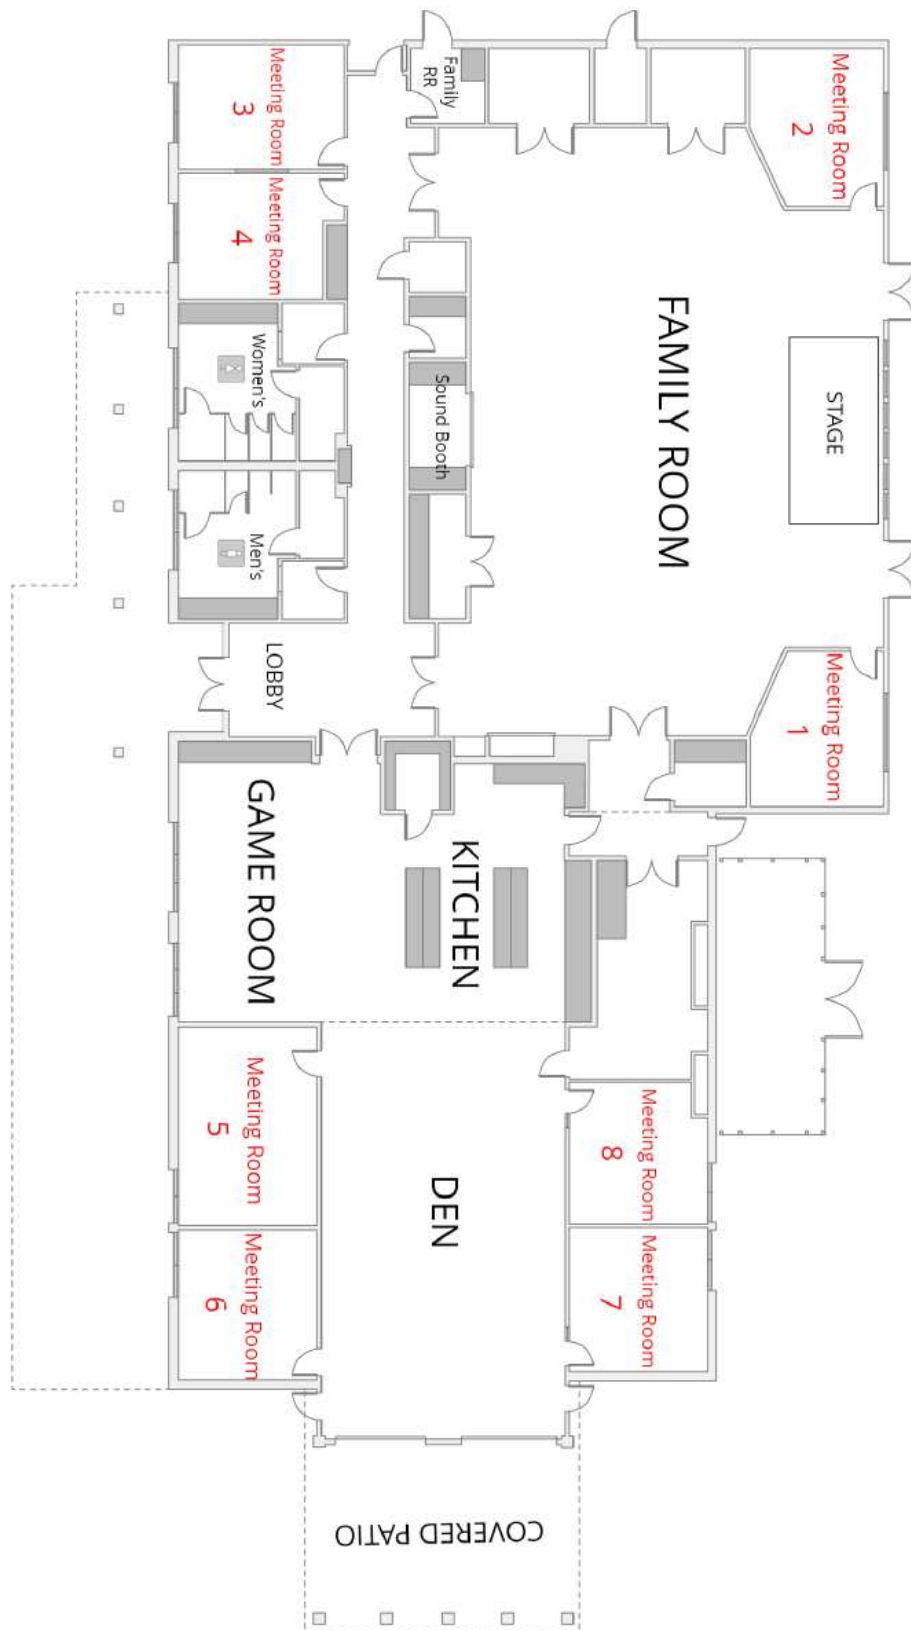 Meeting Room
3
Family
RR
Meeting Room
2
Meeting Room
4
FAMILY ROOM
STAGE
Women's
Sound Booth
Men's
LOBBY
Meeting Room
1
GAME ROOM
KITCHEN
Meeting Room
5
DEN
Meeting Room
8
Meeting Room
6
Meeting Room
7
COVERED PATIO